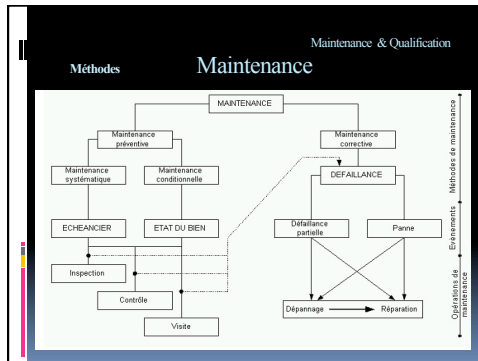 Maintenance & Qualification
Méthodes
Maintenance
MAINTENANCE
Maintenance
préventive
Maintenance
corrective
Maintenance
systématique
Maintenance
conditionnelle
DEFAILLANCE
ECHEANCIER
ETAT DU BIEN
Défaillance
partielle
Panne
Inspection
Contrôle
Visite
Dépannage
Réparation
Méthodes de maintenance
Evènements
Opérations de
maintenance